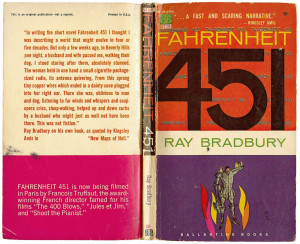 This is an original publication—not a reprint.
Printed in U.S.A.
"In writing the short novel Fahrenheit 451 I thought I
was describing a world that might evolve in four or
five decades. But only a few weeks ago, in Beverly Hills
one night, a husband and wife passed me, walking their
dog. I stood staring after them, absolutely stunned.
The woman held in one hand a small cigarette-package-
sized radio, its antenna quivering. From this sprang
tiny copper wires which ended in a dainty cone plugged
into her right ear. There she was, oblivious to man
and dog, listening to far winds and whispers and soap-
opera cries, sleep-walking, helped up and down curbs
by a husband who might just as well not have been
there. This was not fiction."
Ray Bradbury on his own book, as quoted by Kingsley
Amis in "New Maps of Hell."
FAHRENHEIT 451 is now being filmed
in Paris by Francois Truffaut, the award-
winning French director famed for his
films "The 400 Blows," "Jules et Jim,"
and "Shoot the Pianist."
451
Ray Bradbury
"... A FAST AND SCARING NARRATIVE."
—KINGSLEY AMIS
FAHRENHEIT
451
RAY BRADBURY
BALLANTINE BOOKS